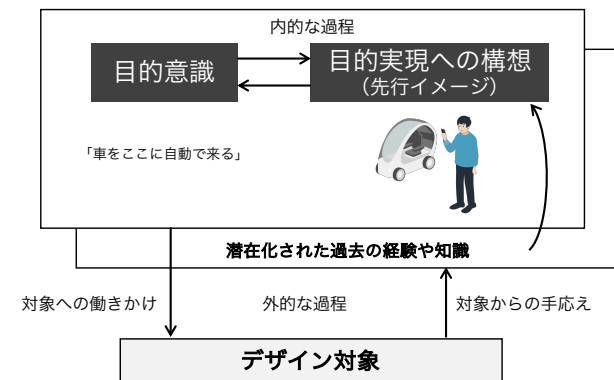 内的な過程
目的意識
目的実現への構想
（先行イメージ）
「車をここに自動で来る」
潜在化された過去の経験や知識
対象への働きかけ
外的な過程
対象からの手応え
デザイン対象